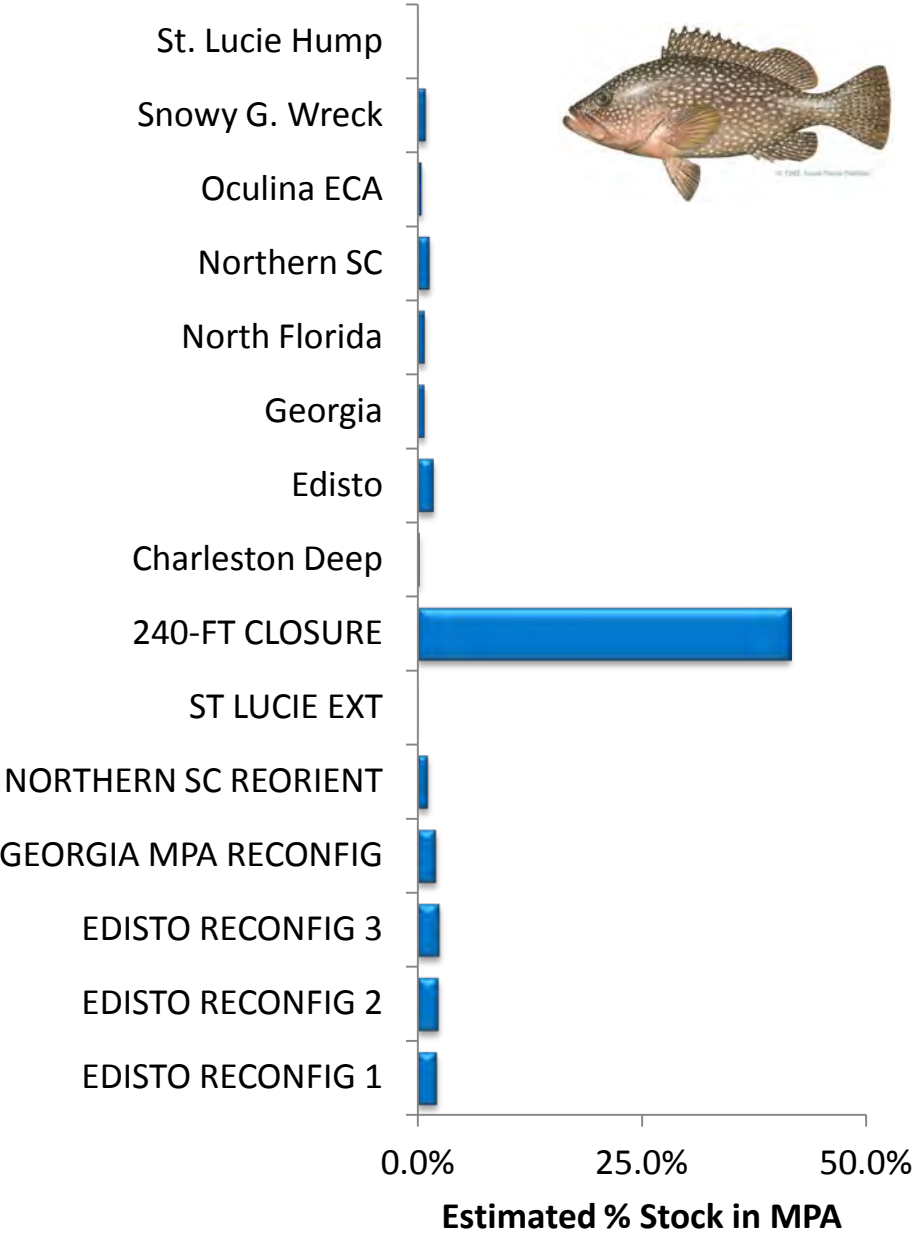 St. Lucie Hump
Snowy G. Wreck
Oculina ECA
Northern SC
North Florida
Georgia
Edisto
Charleston Deep
240-FT CLOSURE
ST LUCIE EXT
NORTHERN SC REORIENT
GEORGIA MPA RECONFIG
EDISTO RECONFIG 3
EDISTO RECONFIG 2
EDISTO RECONFIG 1
0.0% 25.0% 50.0%
Estimated % Stock in MPA